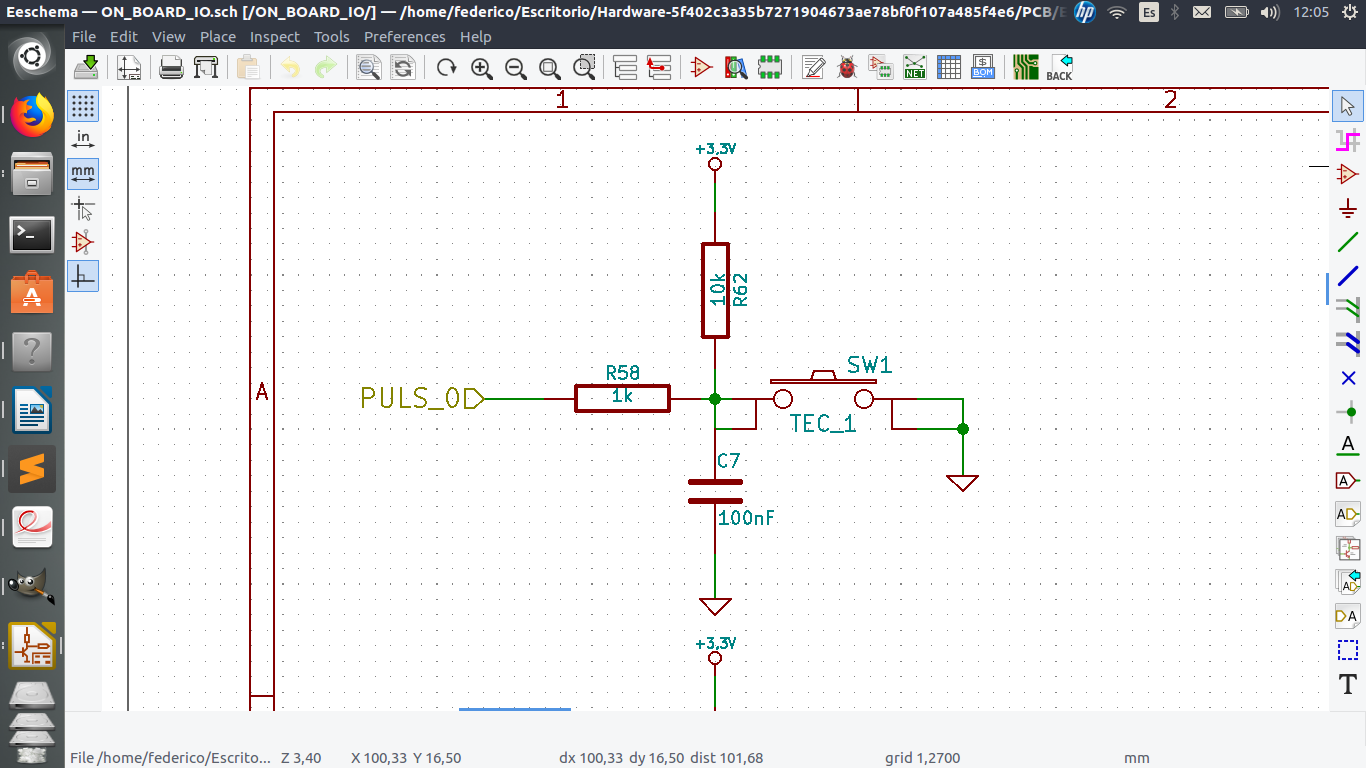 Eeschema — ON_BOARD_IO.sch [/ON_BOARD_IO/] — /home/federico/Escritorio/Hardware-5f402c3a35b7271904673ae78bf0f107a485f4e6/PCB/E
Es
12:05
File Edit View Place Inspect Tools Preferences Help
NET
BOM
BACK
in
mm
1
2
A
+3,3V
10k
R62
PULS_0
R58
1k
SW1
TEC_1
C7
100nF
+3,3V
A
A
A
A
A
T
File /home/federico/Escrito... Z 3,40 X 100,33 Y 16,50 dx 100,33 dy 16,50 dist 101,68 grid 1,2700 mm